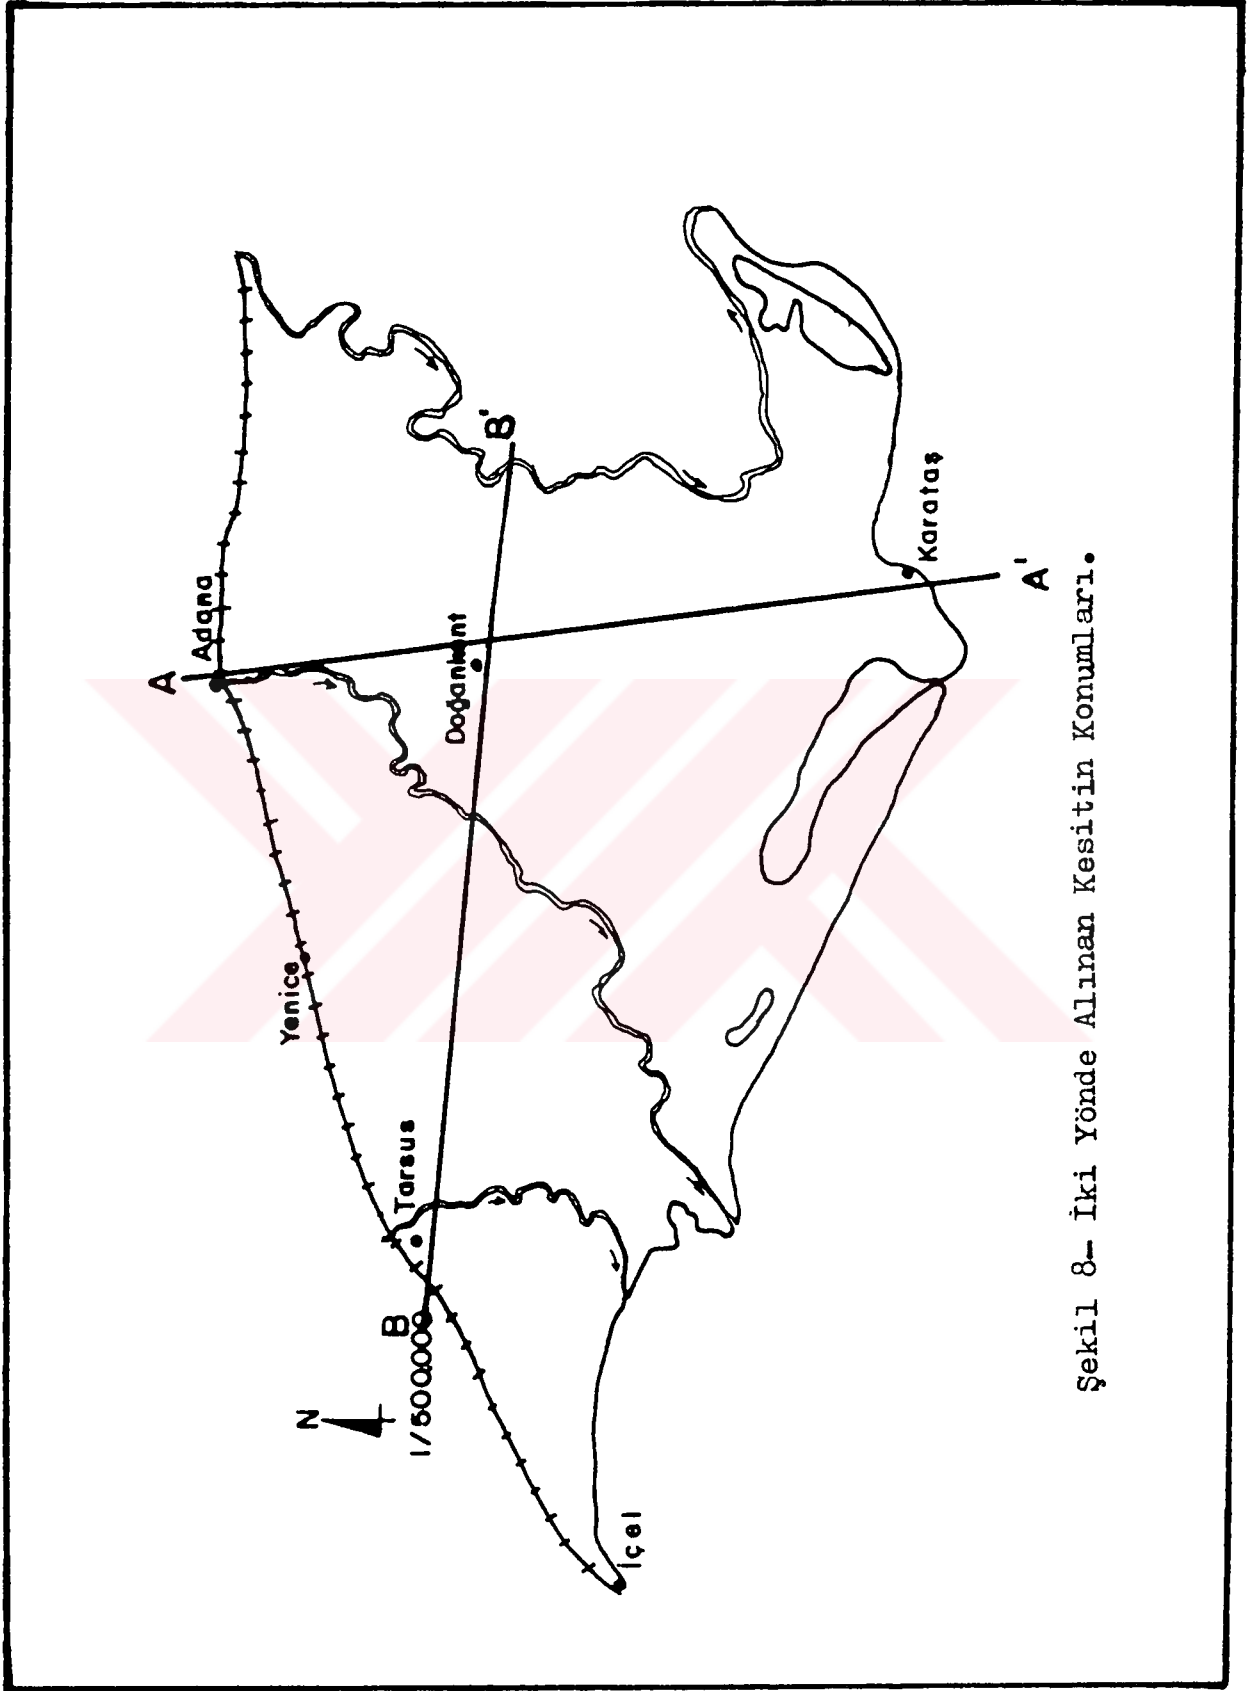 N
1/500000
A
Adana
Yenice
Tarsus
B
Doğankent
B'
İçel
Karataş
A'
Şekil 8- İki Yönde Alınan Kesitin Konumları.